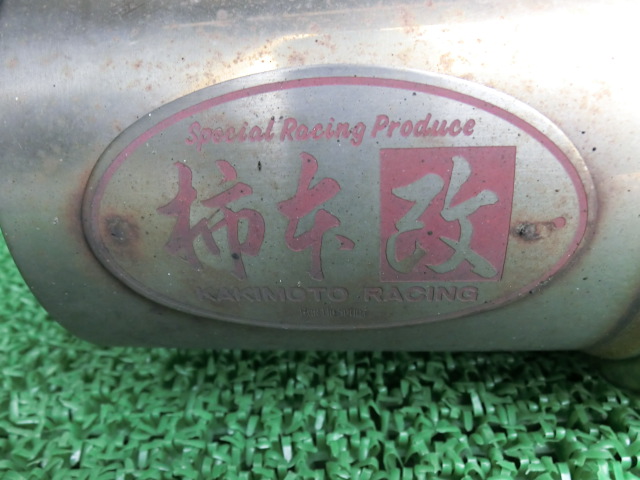 Special Racing Produce
柿本改
KAKIMOTO RACING